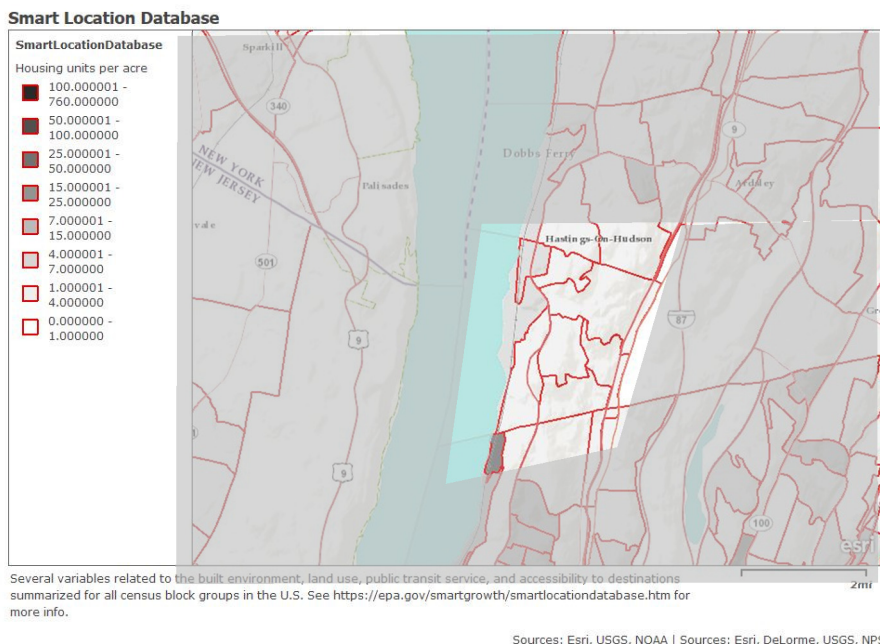 Smart Location Database
SmartLocationDatabase
Housing units per acre
100.000001 -
760.000000
50.000001 -
100.000000
25.000001 -
50.000000
15.000001 -
25.000000
7.000001 -
15.000000
4.000001 -
7.000000
1.000001 -
4.000000
0.000000 -
1.000000
Sparkill
340
9
NEW YORK
NEW JERSEY
Dobbs Ferry
Palisades
Ardsley
vale
Hastings-On-Hudson
501
87
9
9
100
esri
2mi
Several variables related to the built environment, land use, public transit service, and accessibility to destinations
summarized for all census block groups in the U.S. See https://epa.gov/smartgrowth/smartlocationdatabase.htm for
more info.
Sources: Esri, USGS, NOAA | Sources: Esri, DeLorme, USGS, NPS